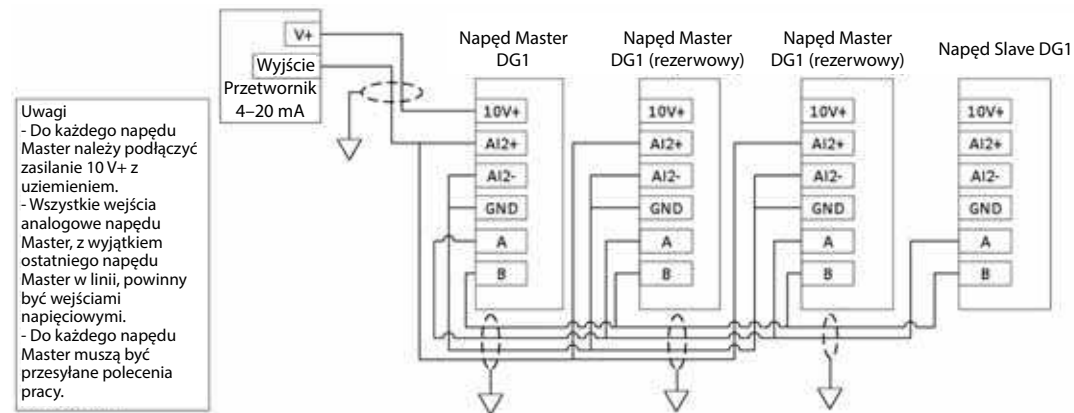 V+
Wyjście
Przetwornik
4–20 mA
Napęd Master
DG1
10V+
AI2+
AI2-
GND
A
B
Napęd Master
DG1 (rezerwowy)
10V+
AI2+
AI2-
GND
A
B
Napęd Master
DG1 (rezerwowy)
10V+
AI2+
AI2-
GND
A
B
Napęd Slave DG1
10V+
AI2+
AI2-
GND
A
B
Uwagi
- Do każdego napędu
Master należy podłączyć
zasilanie 10 V+ z
uziemieniem.
- Wszystkie wejścia
analogowe napędu
Master, z wyjątkiem
ostatniego napędu
Master w linii, powinny
być wejściami
napięciowymi.
- Do każdego napędu
Master muszą być
przesyłane polecenia
pracy.